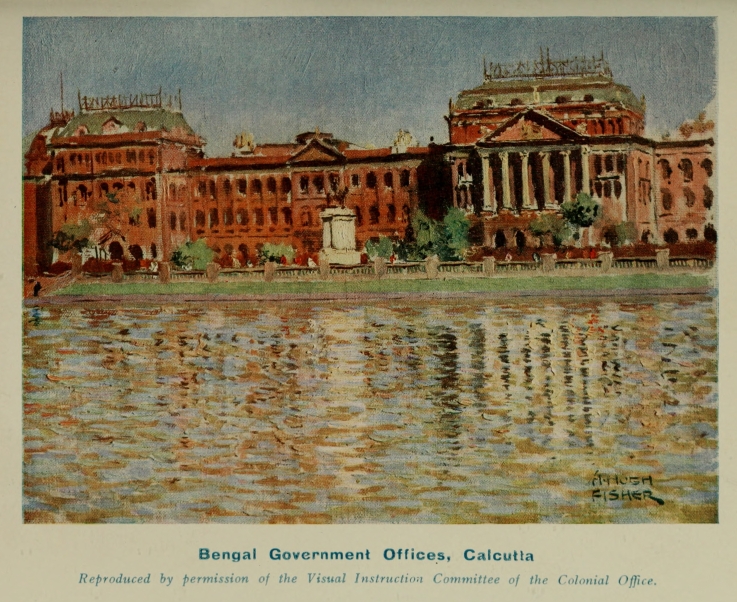 A. HUGH
FISHER
Bengal Government Offices, Calcutta
Reproduced by permission of the Visual Instruction Committee of the Colonial Office.